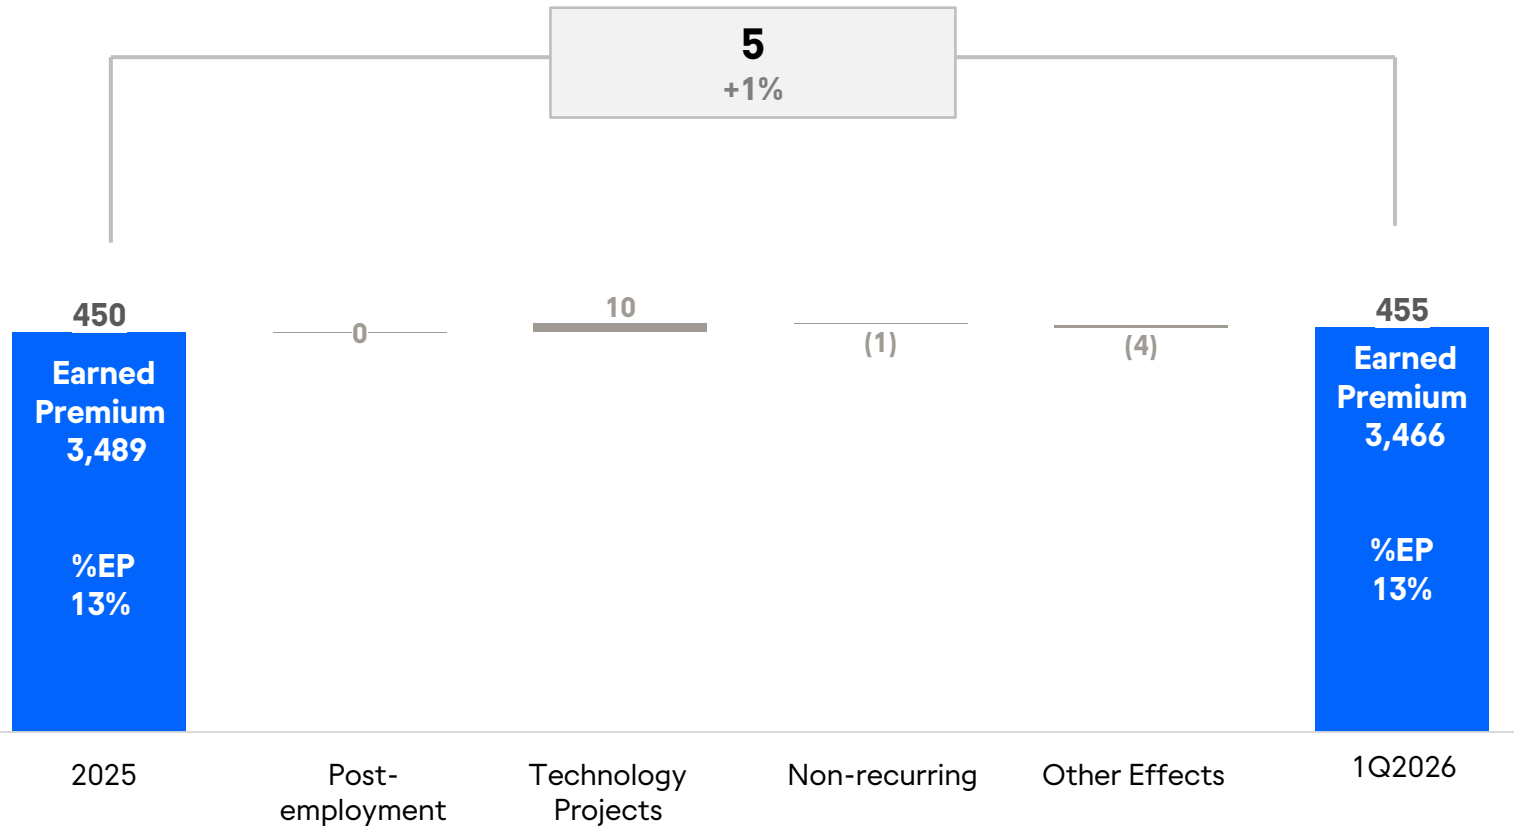 5
+1%
450
Earned
Premium
3,489
%EP
13%
0
10
(1)
(4)
455
Earned
Premium
3,466
%EP
13%
2025
Post-
employment
Technology
Projects
Non-recurring
Other Effects
1Q2026